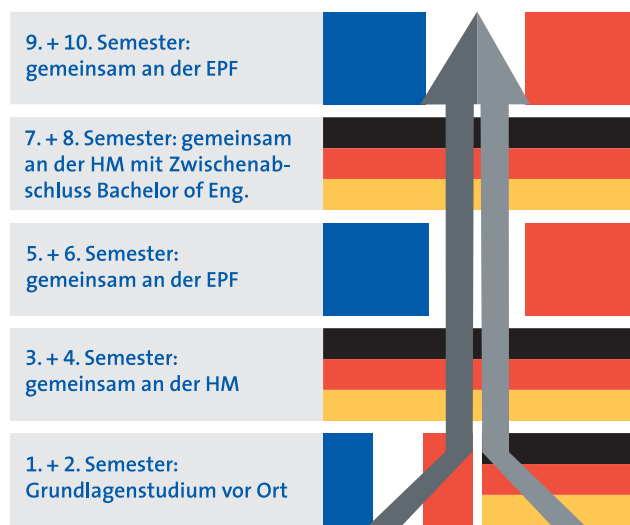 9. + 10. Semester:
gemeinsam an der EPF
7. + 8. Semester: gemeinsam
an der HM mit Zwischenab-
schluss Bachelor of Eng.
5. + 6. Semester:
gemeinsam an der EPF
3. + 4. Semester:
gemeinsam an der HM
1. + 2. Semester:
Grundlagenstudium vor Ort